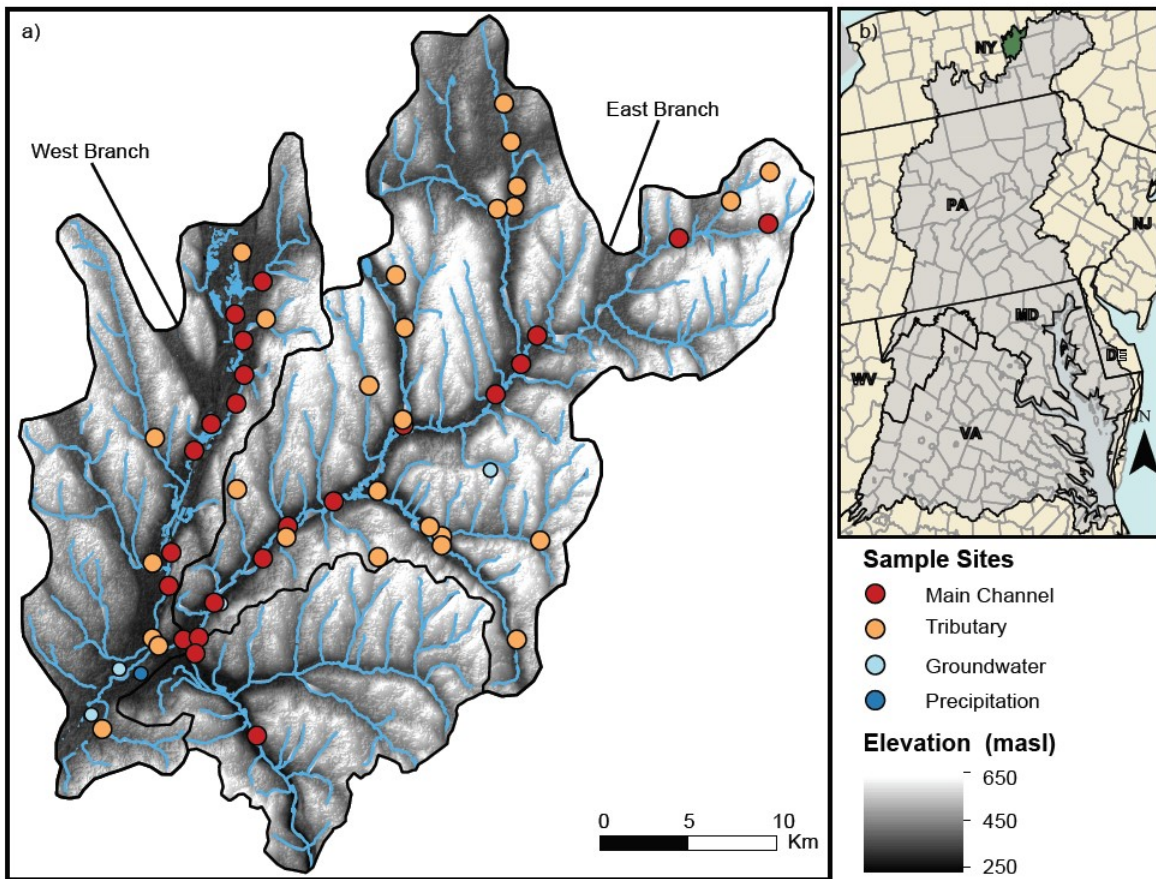 a)
West Branch
East Branch
0 5 10
Km
b)
NY
PA
NJ
MD
DE
WV
VA
N
Sample Sites
Main Channel
Tributary
Groundwater
Precipitation
Elevation (masl)
650
450
250